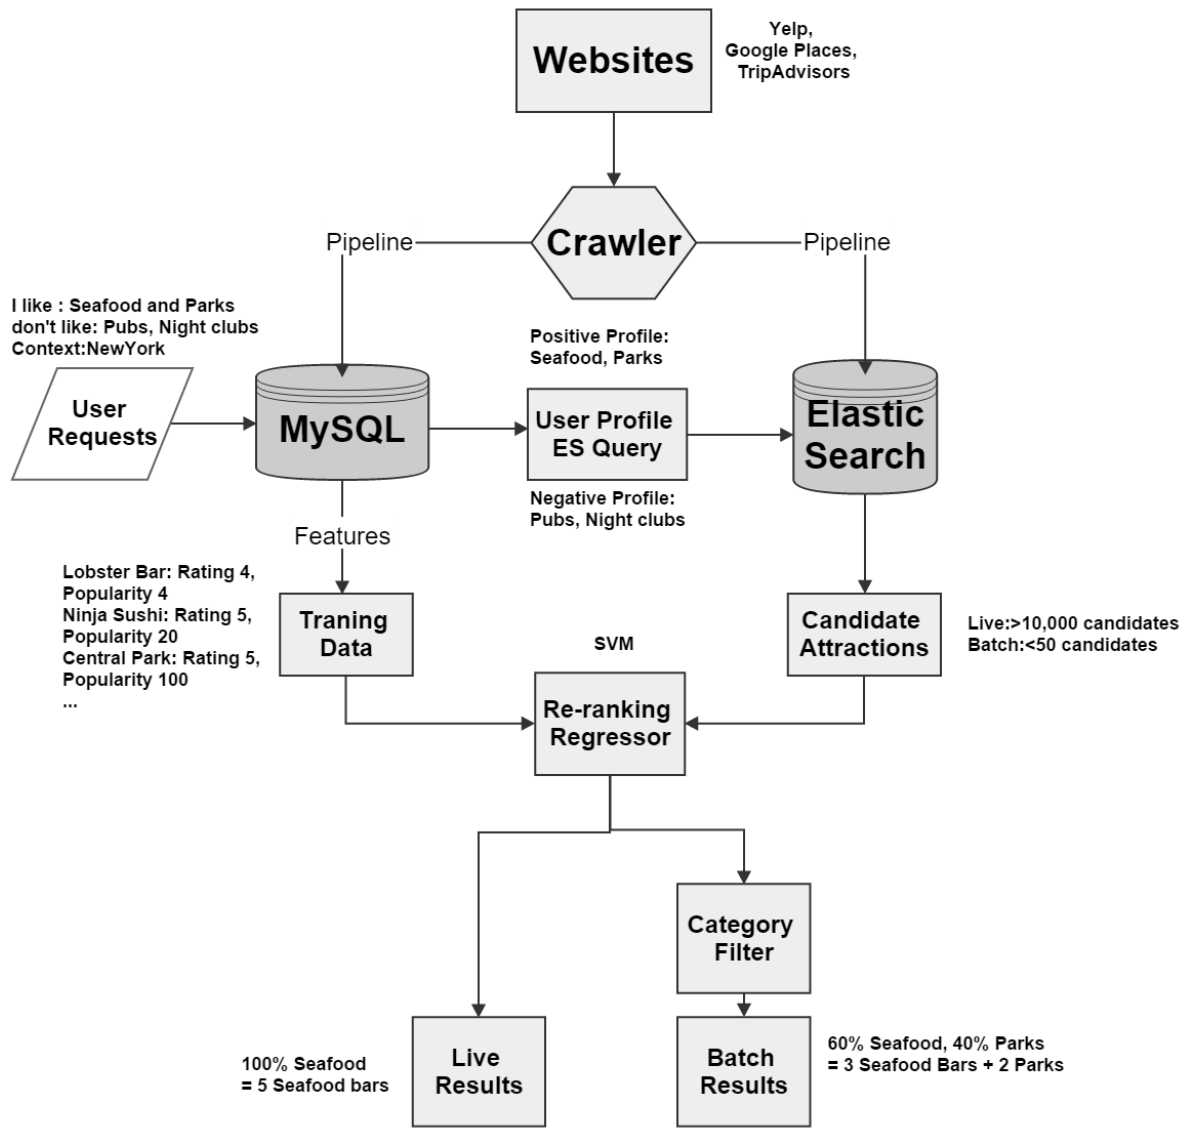 Websites
Yelp,
Google Places,
TripAdvisors
Crawler
Pipeline
Pipeline
I like : Seafood and Parks
don't like: Pubs, Night clubs
Context:NewYork
User
Requests
MySQL
Positive Profile:
Seafood, Parks
User Profile
ES Query
Negative Profile:
Pubs, Night clubs
Elastic
Search
Features
Lobster Bar: Rating 4,
Popularity 4
Ninja Sushi: Rating 5,
Popularity 20
Central Park: Rating 5,
Popularity 100
...
Traning
Data
SVM
Re-ranking
Regressor
Candidate
Attractions
Live:>10,000 candidates
Batch:<50 candidates
Category
Filter
100% Seafood
= 5 Seafood bars
Live
Results
Batch
Results
60% Seafood, 40% Parks
= 3 Seafood Bars + 2 Parks